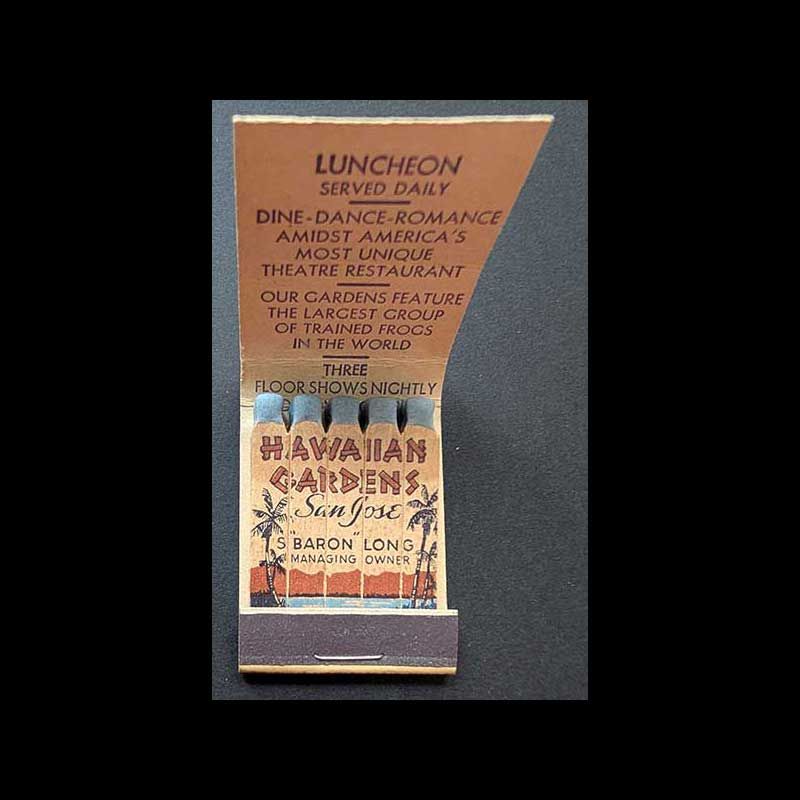 LUNCHEON
SERVED DAILY
DINE-DANCE-ROMANCE
AMIDST AMERICA'S
MOST UNIQUE
THEATRE RESTAURANT
OUR GARDENS FEATURE
THE LARGEST GROUP
OF TRAINED FROGS
IN THE WORLD
THREE
FLOOR SHOWS NIGHTLY
HAWAIIAN
GARDENS
San Jose
S "BARON" LONG
MANAGING OWNER